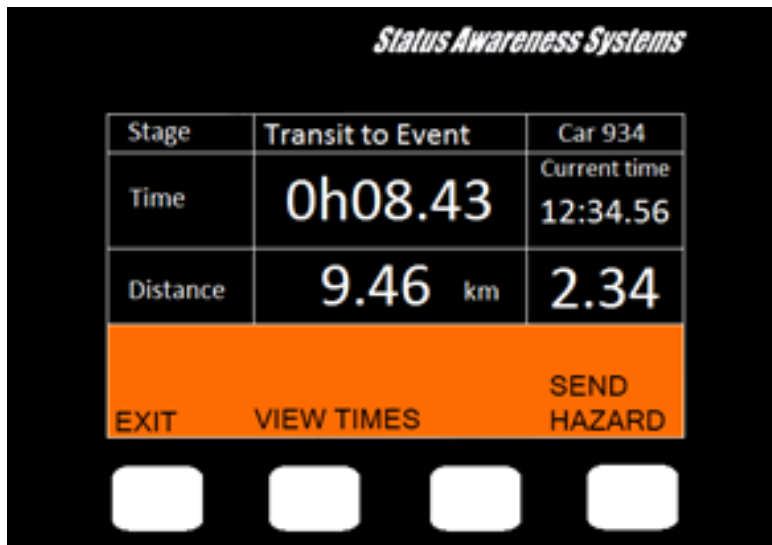 Status Awareness Systems
Stage Transit to Event Car 934
Time 0h08.43 Current time
12:34.56
Distance 9.46 km 2.34
EXIT VIEW TIMES SEND
HAZARD